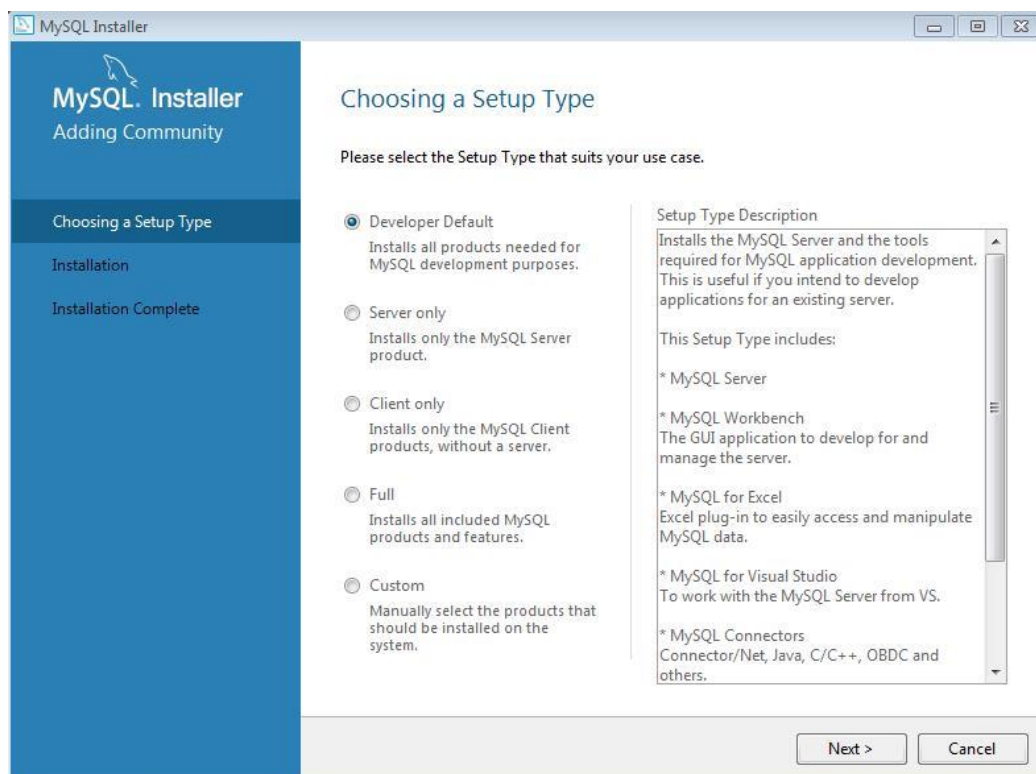 MySQL Installer
MySQL. Installer
Adding Community
Choosing a Setup Type
Installation
Installation Complete
Choosing a Setup Type
Please select the Setup Type that suits your use case.
Developer Default
Installs all products needed for
MySQL development purposes.
Server only
Installs only the MySQL Server
product.
Client only
Installs only the MySQL Client
products, without a server.
Full
Installs all included MySQL
products and features.
Custom
Manually select the products that
should be installed on the
system.
Setup Type Description
Installs the MySQL Server and the tools
required for MySQL application development.
This is useful if you intend to develop
applications for an existing server.
This Setup Type includes:
* MySQL Server
* MySQL Workbench
The GUI application to develop for and
manage the server.
* MySQL for Excel
Excel plug-in to easily access and manipulate
MySQL data.
* MySQL for Visual Studio
To work with the MySQL Server from VS.
* MySQL Connectors
Connector/Net, Java, C/C++, OBDC and
others.
Next >
Cancel